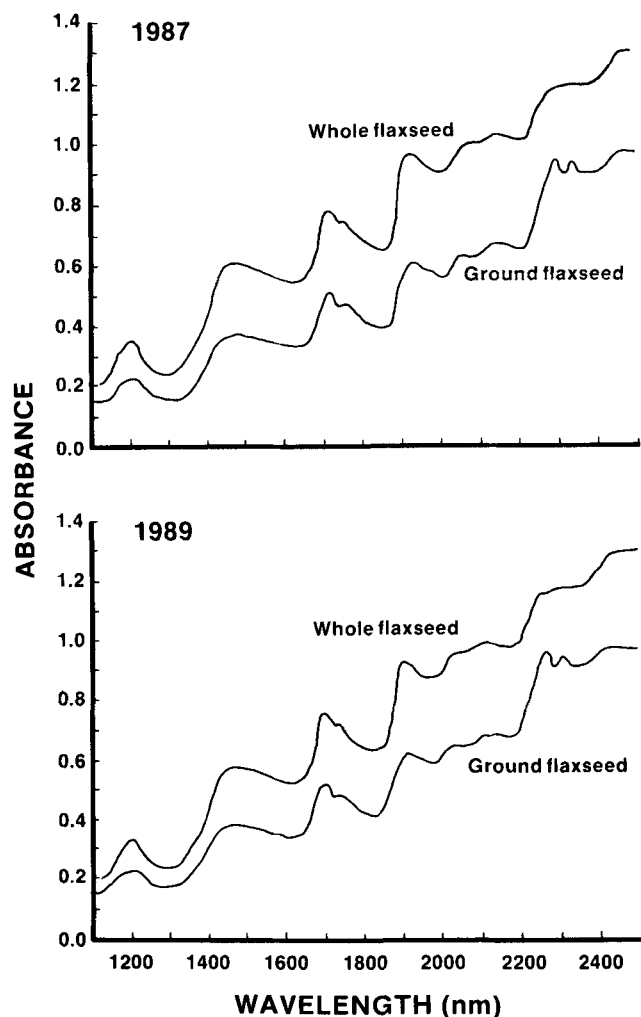 1987
1.4
1.2
1.0
0.8
0.6
0.4
0.2
0.0
Whole flaxseed
Ground flaxseed
ABSORBANCE
1989
1.4
1.2
1.0
0.8
0.6
0.4
0.2
0.0
Whole flaxseed
Ground flaxseed
1200 1400 1600 1800 2000 2200 2400
WAVELENGTH (nm)